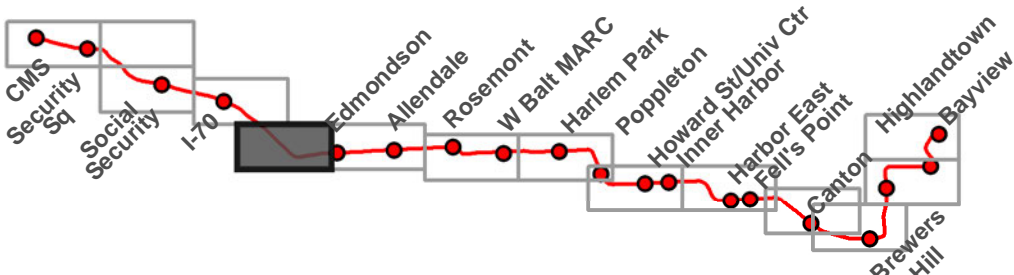 CMS
Security
Sq
Social
Security
I-70
Edmondson
Allendale
Rosemont
W Balt MARC
Harlem Park
Poppleton
Howard St/Univ Ctr
Inner Harbor
Harbor East
Fell's Point
Canton
Brewers
Hill
Highlandtown
Bayview